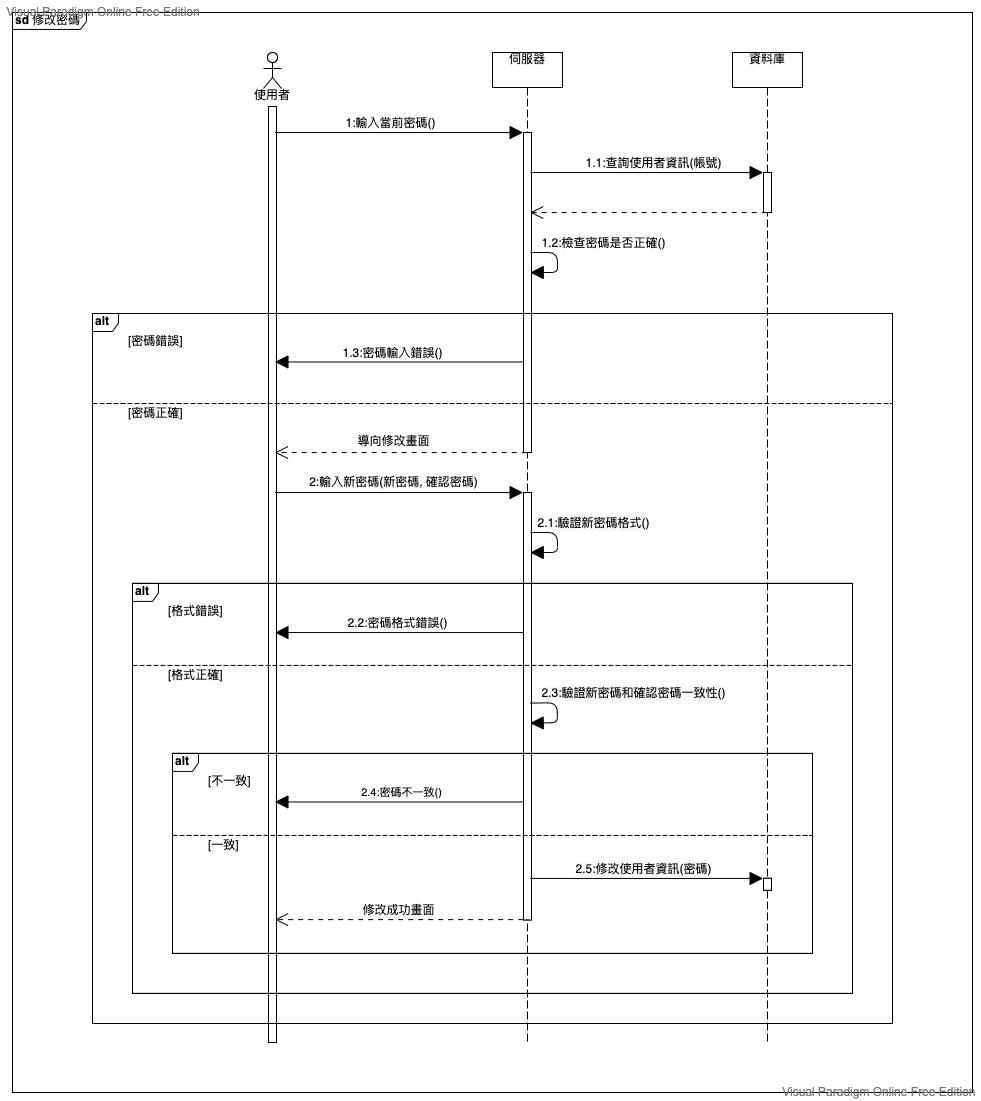 Visual Paradigm Online Free Edition
sd 修改密碼
使用者
伺服器
資料庫
1:輸入當前密碼()
1.1:查詢使用者資訊(帳號)
1.2:檢查密碼是否正確()
alt
[密碼錯誤]
1.3:密碼輸入錯誤()
[密碼正確]
導向修改畫面
2:輸入新密碼(新密碼, 確認密碼)
2.1:驗證新密碼格式()
alt
[格式錯誤]
2.2:密碼格式錯誤()
[格式正確]
2.3:驗證新密碼和確認密碼一致性()
alt
[不一致]
2.4:密碼不一致()
[一致]
2.5:修改使用者資訊(密碼)
修改成功畫面
Visual Paradigm Online Free Edition